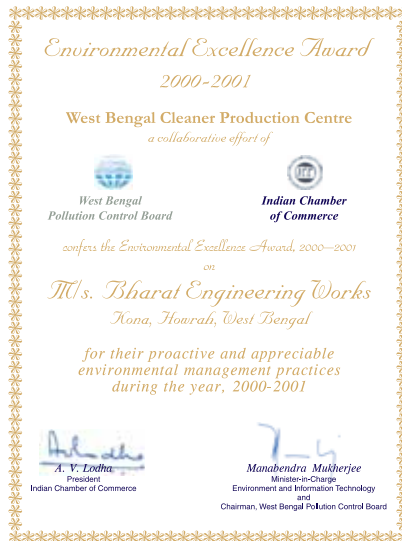 Environmental Excellence Award
2000-2001
West Bengal Cleaner Production Centre
a collaborative effort of
West Bengal
Pollution Control Board
Indian Chamber
of Commerce
confers the Environmental Excellence Award, 2000—2001
on
M/s. Bharat Engineering Works
Kona, Howrah, West Bengal
for their proactive and appreciable
environmental management practices
during the year, 2000-2001
A. V. Lodha
President
Indian Chamber of Commerce
Manabendra Mukherjee
Minister-in-Charge
Environment and Information Technology
and
Chairman, West Bengal Pollution Control Board